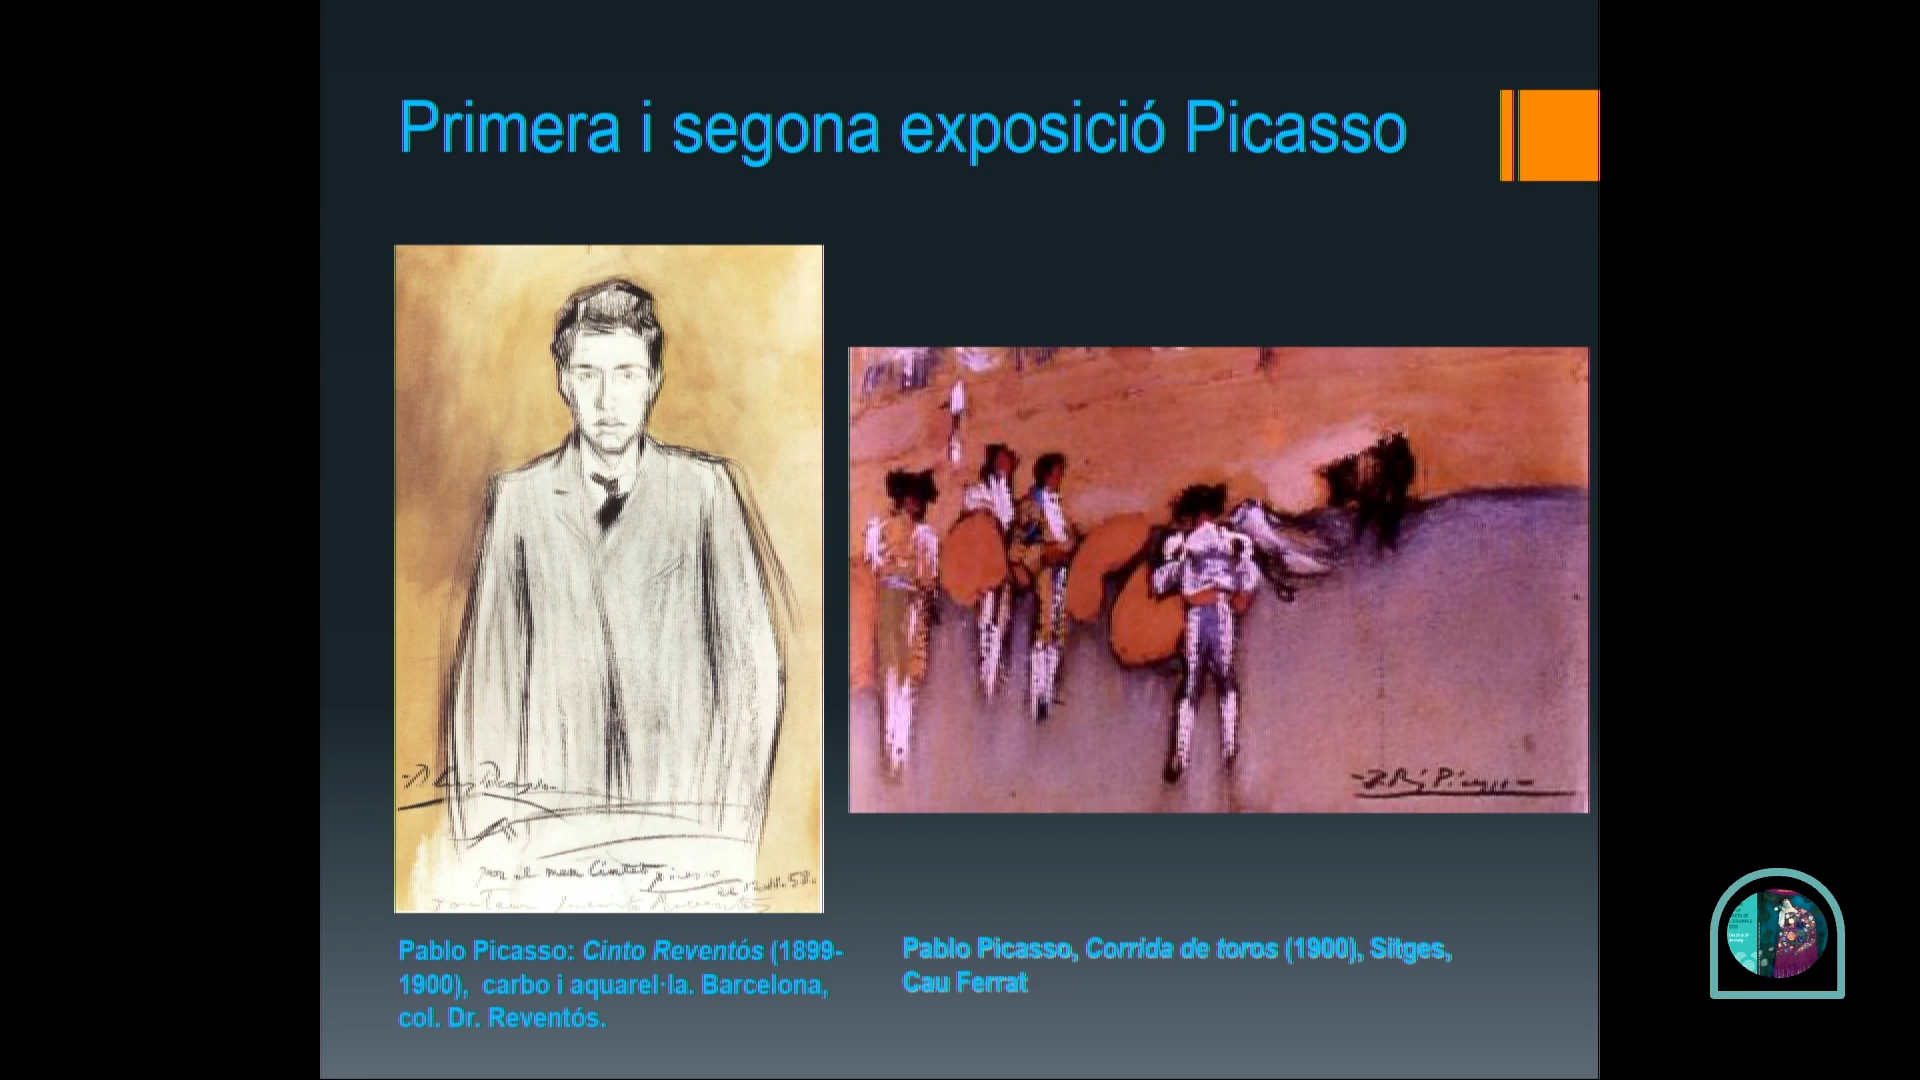 Primera i segona exposició Picasso
Pablo Picasso: Cinto Reventós (1899-
1900),  carbo i aquarel·la. Barcelona,
col. Dr. Reventós.
Pablo Picasso, Corrida de toros (1900), Sitges,
Cau Ferrat